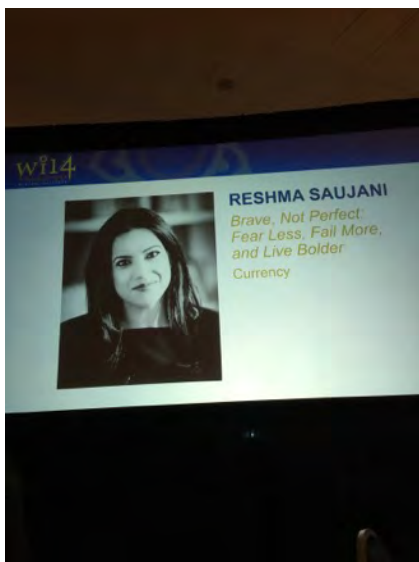 wi14
RESHMA SAUJANI
Brave, Not Perfect:
Fear Less, Fail More,
and Live Bolder
Currency